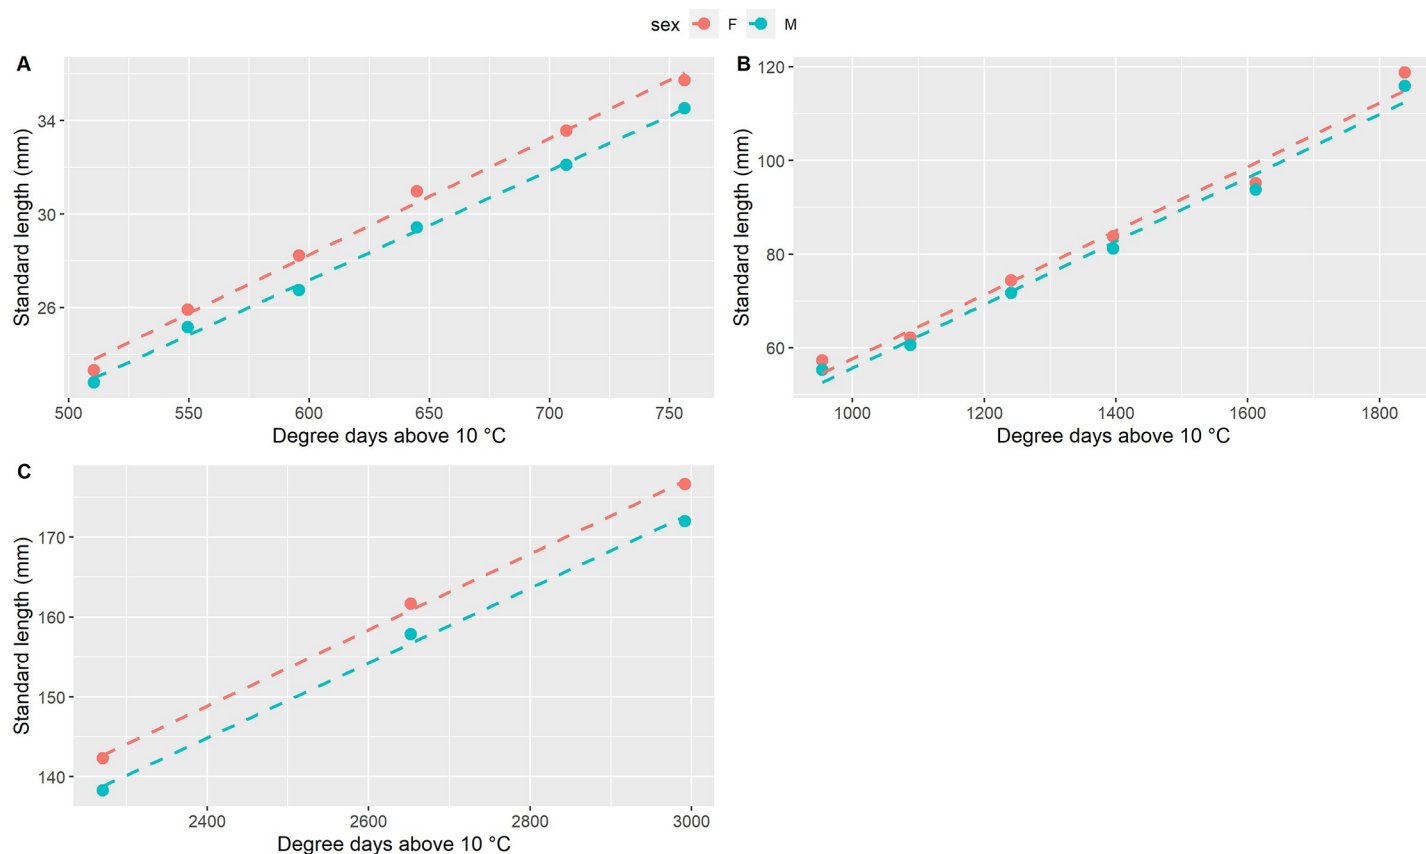 sex F M
A
34
30
26
Standard length (mm)
500 550 600 650 700 750
Degree days above 10 °C
B
120
100
80
60
Standard length (mm)
1000 1200 1400 1600 1800
Degree days above 10 °C
C
170
160
150
140
Standard length (mm)
2400 2600 2800 3000
Degree days above 10 °C